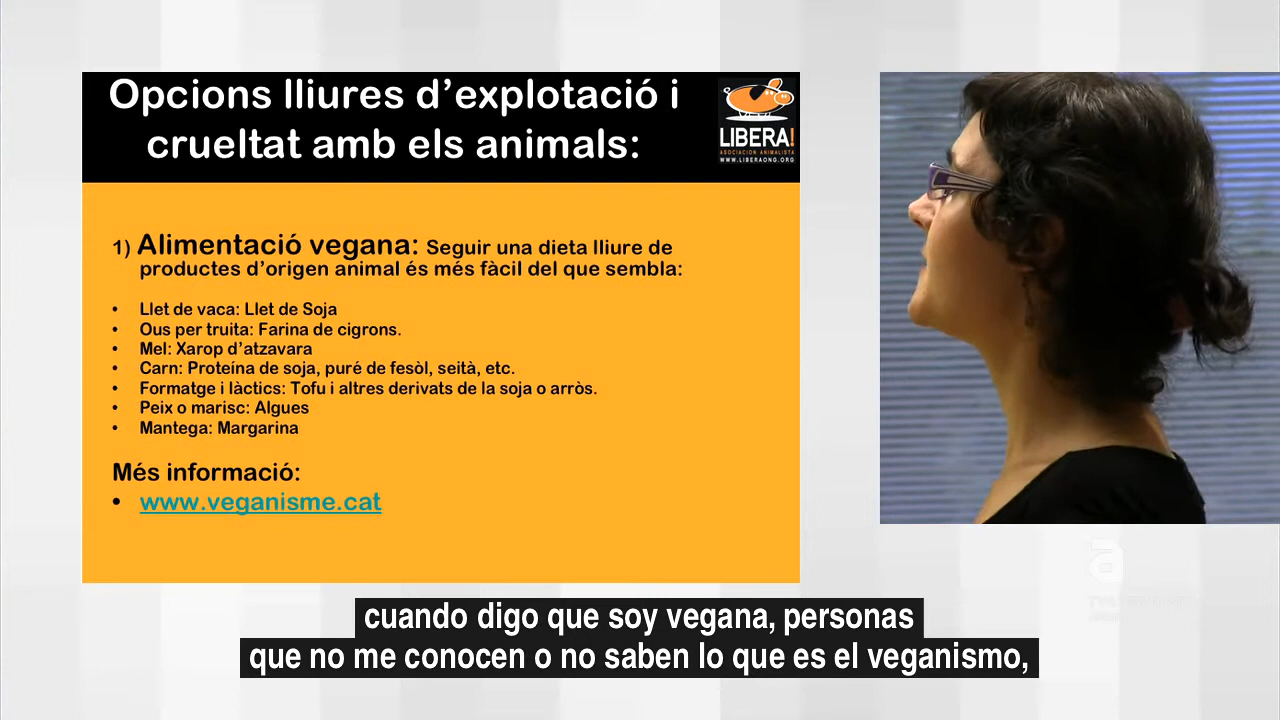 Opcions lliures d’explotació i
crueltat amb els animals:
LIBERA!
ASOCIACION ANIMALISTA
WWW.LIBERAONG.ORG
1) Alimentació vegana: Seguir una dieta lliure de
productes d’origen animal és més fàcil del que sembla:
• Llet de vaca: Llet de Soja
• Ous per truita: Farina de cigrons.
• Mel: Xarop d’atzavara
• Carn: Proteína de soja, puré de fesòl, seità, etc.
• Formatge i làctics: Tofu i altres derivats de la soja o arròs.
• Peix o marisc: Algues
• Mantega: Margarina
Més informació:
• www.veganisme.cat
cuando digo que soy vegana, personas
que no me conocen o no saben lo que es el veganismo,